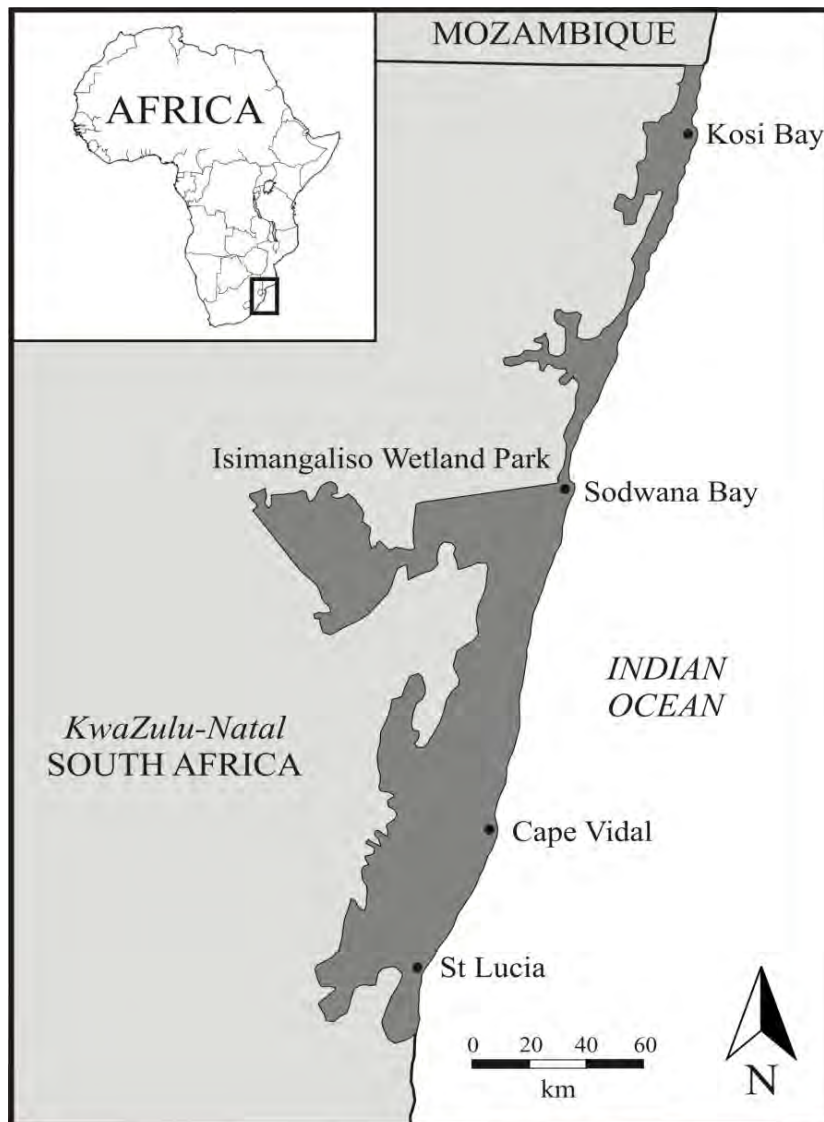 MOZAMBIQUE
AFRICA
Kosi Bay
Isimangaliso Wetland Park
Sodwana Bay
INDIAN
OCEAN
KwaZulu-Natal
SOUTH AFRICA
Cape Vidal
St Lucia
0 20 40 60
km
N